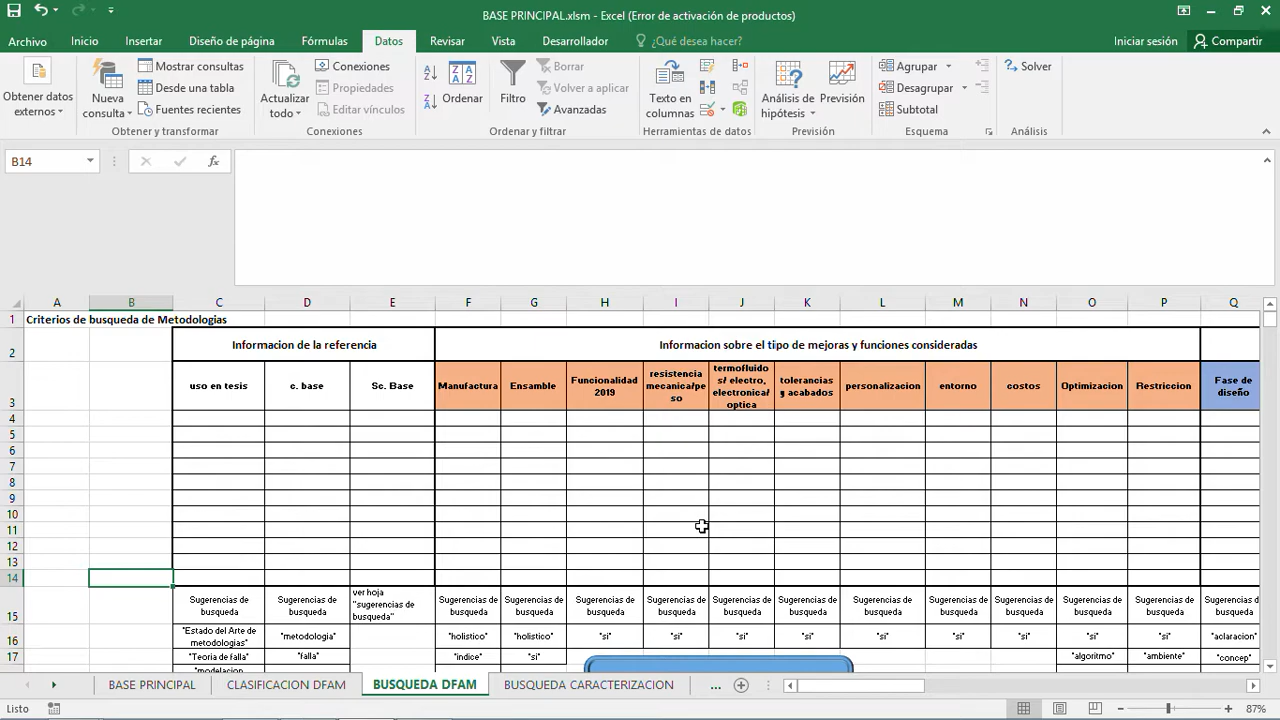 BASE PRINCIPAL.xlsm - Excel (Error de activación de productos)
Archivo Inicio Insertar Diseño de página Fórmulas Datos Revisar Vista Desarrollador ¿Qué desea hacer? Iniciar sesión Compartir
Obtener datos externos
Nueva consulta
Mostrar consultas
Desde una tabla
Fuentes recientes
Obtener y transformar
Actualizar todo
Conexiones
Propiedades
Editar vínculos
Conexiones
Ordenar
Filtro
Borrar
Volver a aplicar
Avanzadas
Ordenar y filtrar
Texto en columnas
Herramientas de datos
Análisis de hipótesis
Previsión
Previsión
Agrupar
Desagrupar
Subtotal
Esquema
Solver
Análisis
B14
fx
A B C D E F G H I J K L M N O P Q
1 Criterios de busqueda de Metodologias
2 Informacion de la referencia Informacion sobre el tipo de mejoras y funciones consideradas
3 uso en tesis c. base Sc. Base Manufactura Ensamble Funcionalidad 2019 resistencia mecanica/peso termofluidos/ electro, electronica/ optica tolerancias y acabados personalizacion entorno costos Optimizacion Restriccion Fase de diseño
4
5
6
7
8
9
10
11
12
13
14
15 Sugerencias de busqueda Sugerencias de busqueda ver hoja "sugerencias de busqueda" Sugerencias de busqueda Sugerencias de busqueda Sugerencias de busqueda Sugerencias de busqueda Sugerencias de busqueda Sugerencias de busqueda Sugerencias de busqueda Sugerencias de busqueda Sugerencias de busqueda Sugerencias de busqueda Sugerencias de busqueda Sugerencias de busqueda
16 "Estado del Arte de metodologias" "metodologia" "holistico" "holistico" "si" "si" "si" "si" "si" "si" "si" "si" "si" "aclaracion"
17 "Teoria de falla" "falla" "indice" "si" "algoritmo" "ambiente" "concep"
"modelacion
BASE PRINCIPAL CLASIFICACION DFAM BUSQUEDA DFAM BUSQUEDA CARACTERIZACION ...
Listo 87%